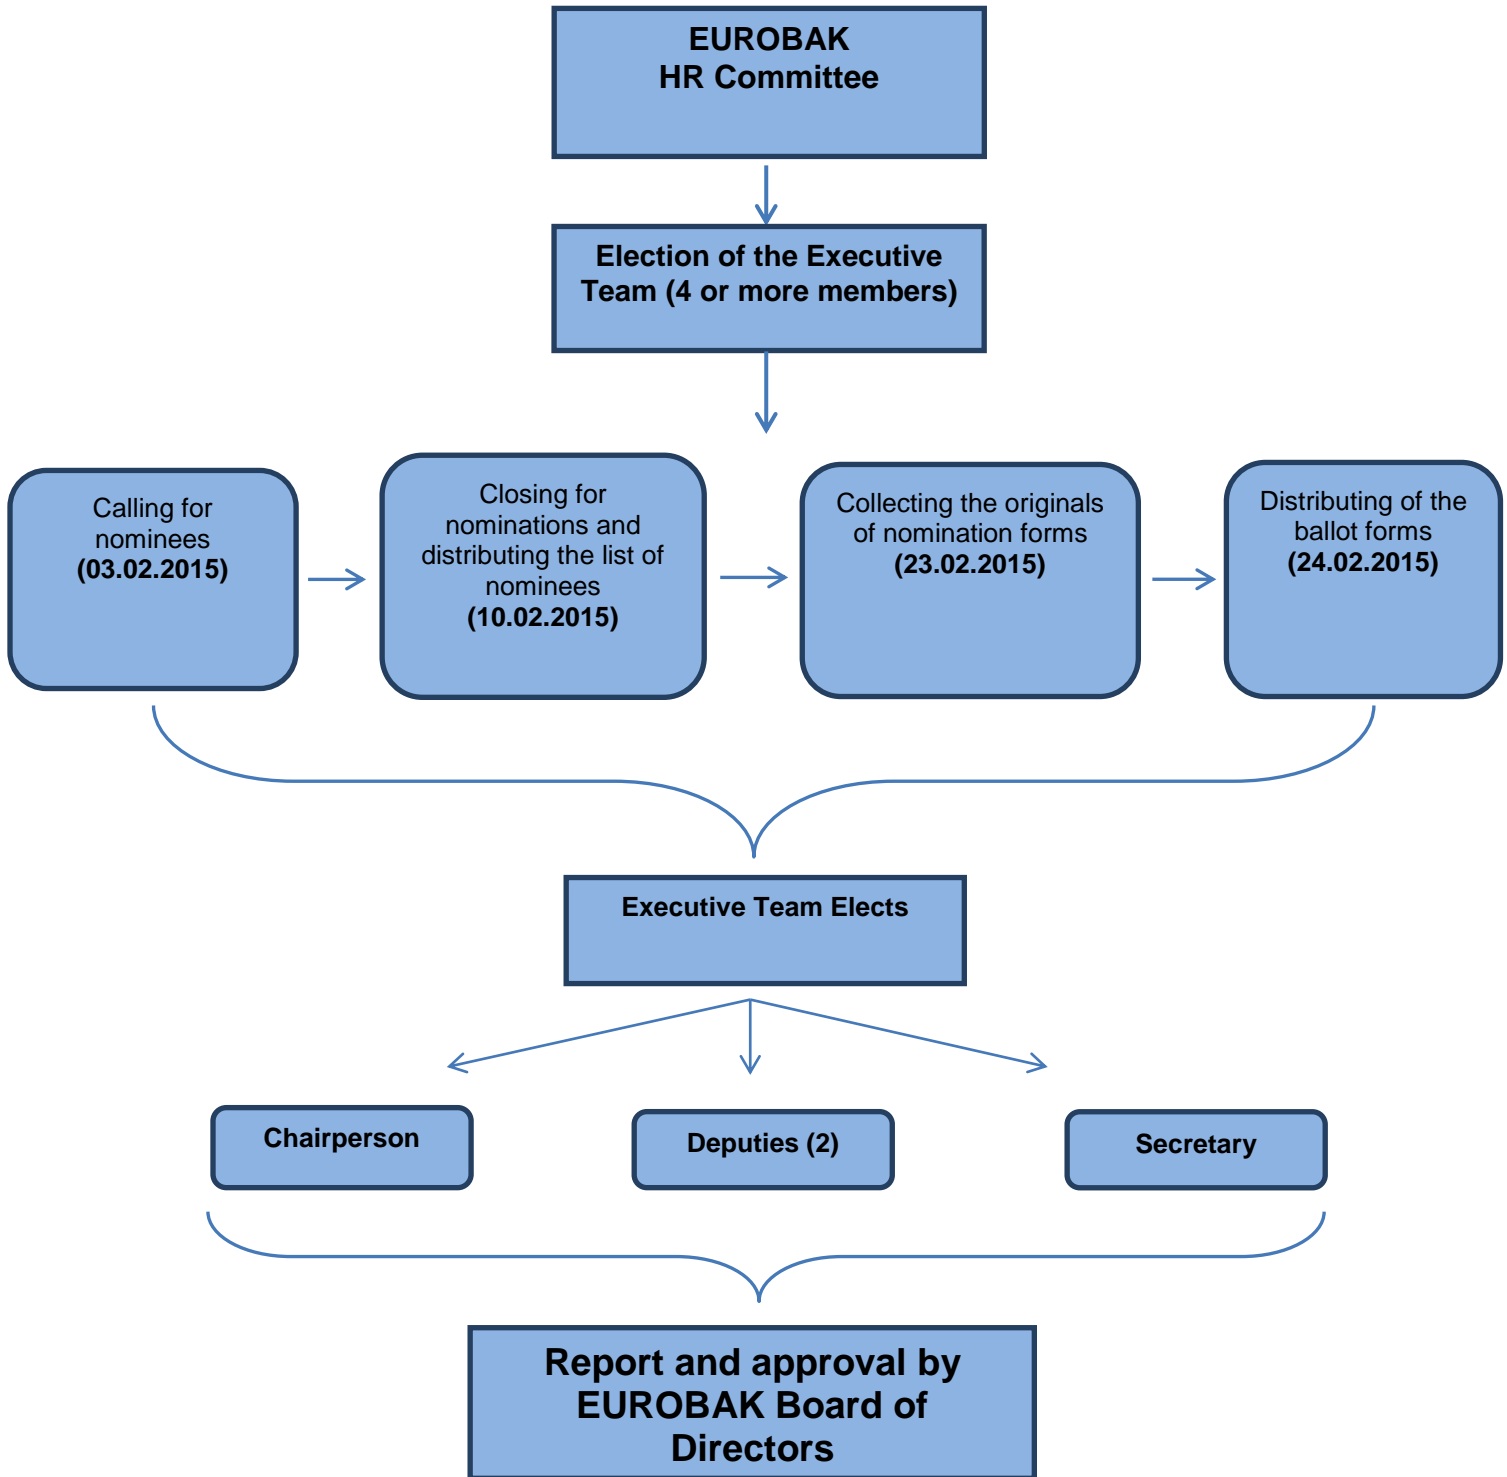 EUROBAK
HR Committee
Election of the Executive
Team (4 or more members)
Calling for
nominees
(03.02.2015)
Closing for
nominations and
distributing the list of
nominees
(10.02.2015)
Collecting the originals
of nomination forms
(23.02.2015)
Distributing of the
ballot forms
(24.02.2015)
Executive Team Elects
Chairperson
Deputies (2)
Secretary
Report and approval by
EUROBAK Board of
Directors